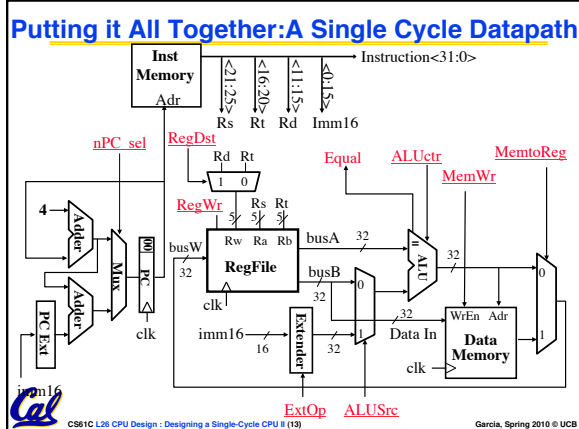 Putting it All Together:A Single Cycle Datapath
Inst
Memory
Adr
Instruction<31:0>
<21:25>
<16:20>
<11:15>
<0:15>
Rs
Rt
Rd
Imm16
nPC_sel
RegDst
Rd
Rt
1
0
Equal
ALUctr
MemtoReg
MemWr
RegWr
Rs
Rt
5
5
5
4
Adder
Adder
Mux
00
PC
clk
PC Ext
imm16
busW
32
Rw
Ra
Rb
RegFile
clk
busA
32
busB
32
=
ALU
32
0
1
imm16
16
Extender
32
32
Data In
WrEn
Adr
Data
Memory
clk
0
1
ExtOp
ALUSrc
Cal
CS61C L26 CPU Design : Designing a Single-Cycle CPU II (13)
Garcia, Spring 2010 © UCB